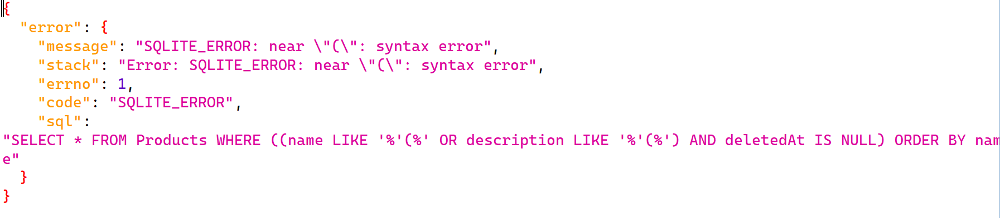 {
"error": {
"message": "SQLITE_ERROR: near \"(\": syntax error",
"stack": "Error: SQLITE_ERROR: near \"(\": syntax error",
"errno": 1,
"code": "SQLITE_ERROR",
"sql":
"SELECT * FROM Products WHERE ((name LIKE '%'(%' OR description LIKE '%'(%') AND deletedAt IS NULL) ORDER BY nam
e"
}
}